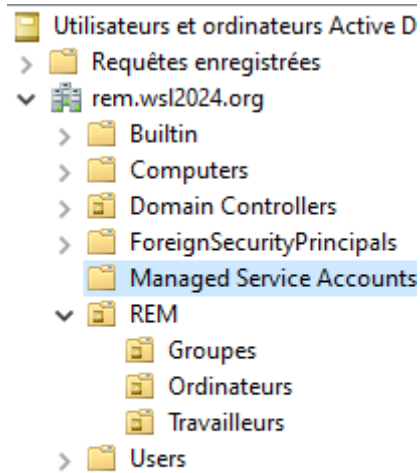 Utilisateurs et ordinateurs Active D
Requêtes enregistrées
rem.wsl2024.org
Builtin
Computers
Domain Controllers
ForeignSecurityPrincipals
Managed Service Accounts
REM
Groupes
Ordinateurs
Travailleurs
Users